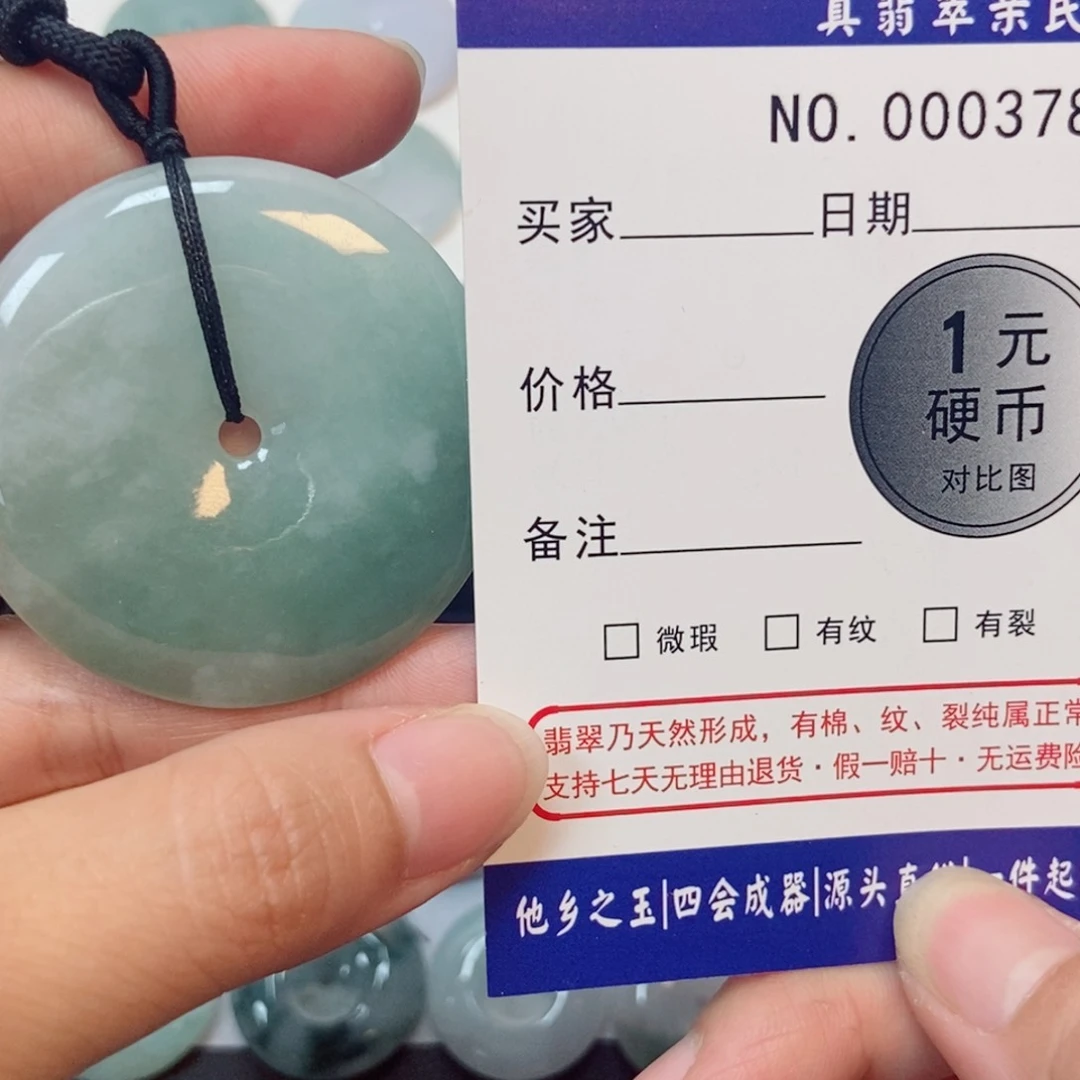 真翡翠亲民
NO.000378
买家 日期
价格
1元
硬币
对比图
备注
微瑕 有纹 有裂
翡翠乃天然形成，有棉、纹、裂纯属正常
支持七天无理由退货·假一赔十·无运费险
他乡之玉|四会成器|源头直 一件起